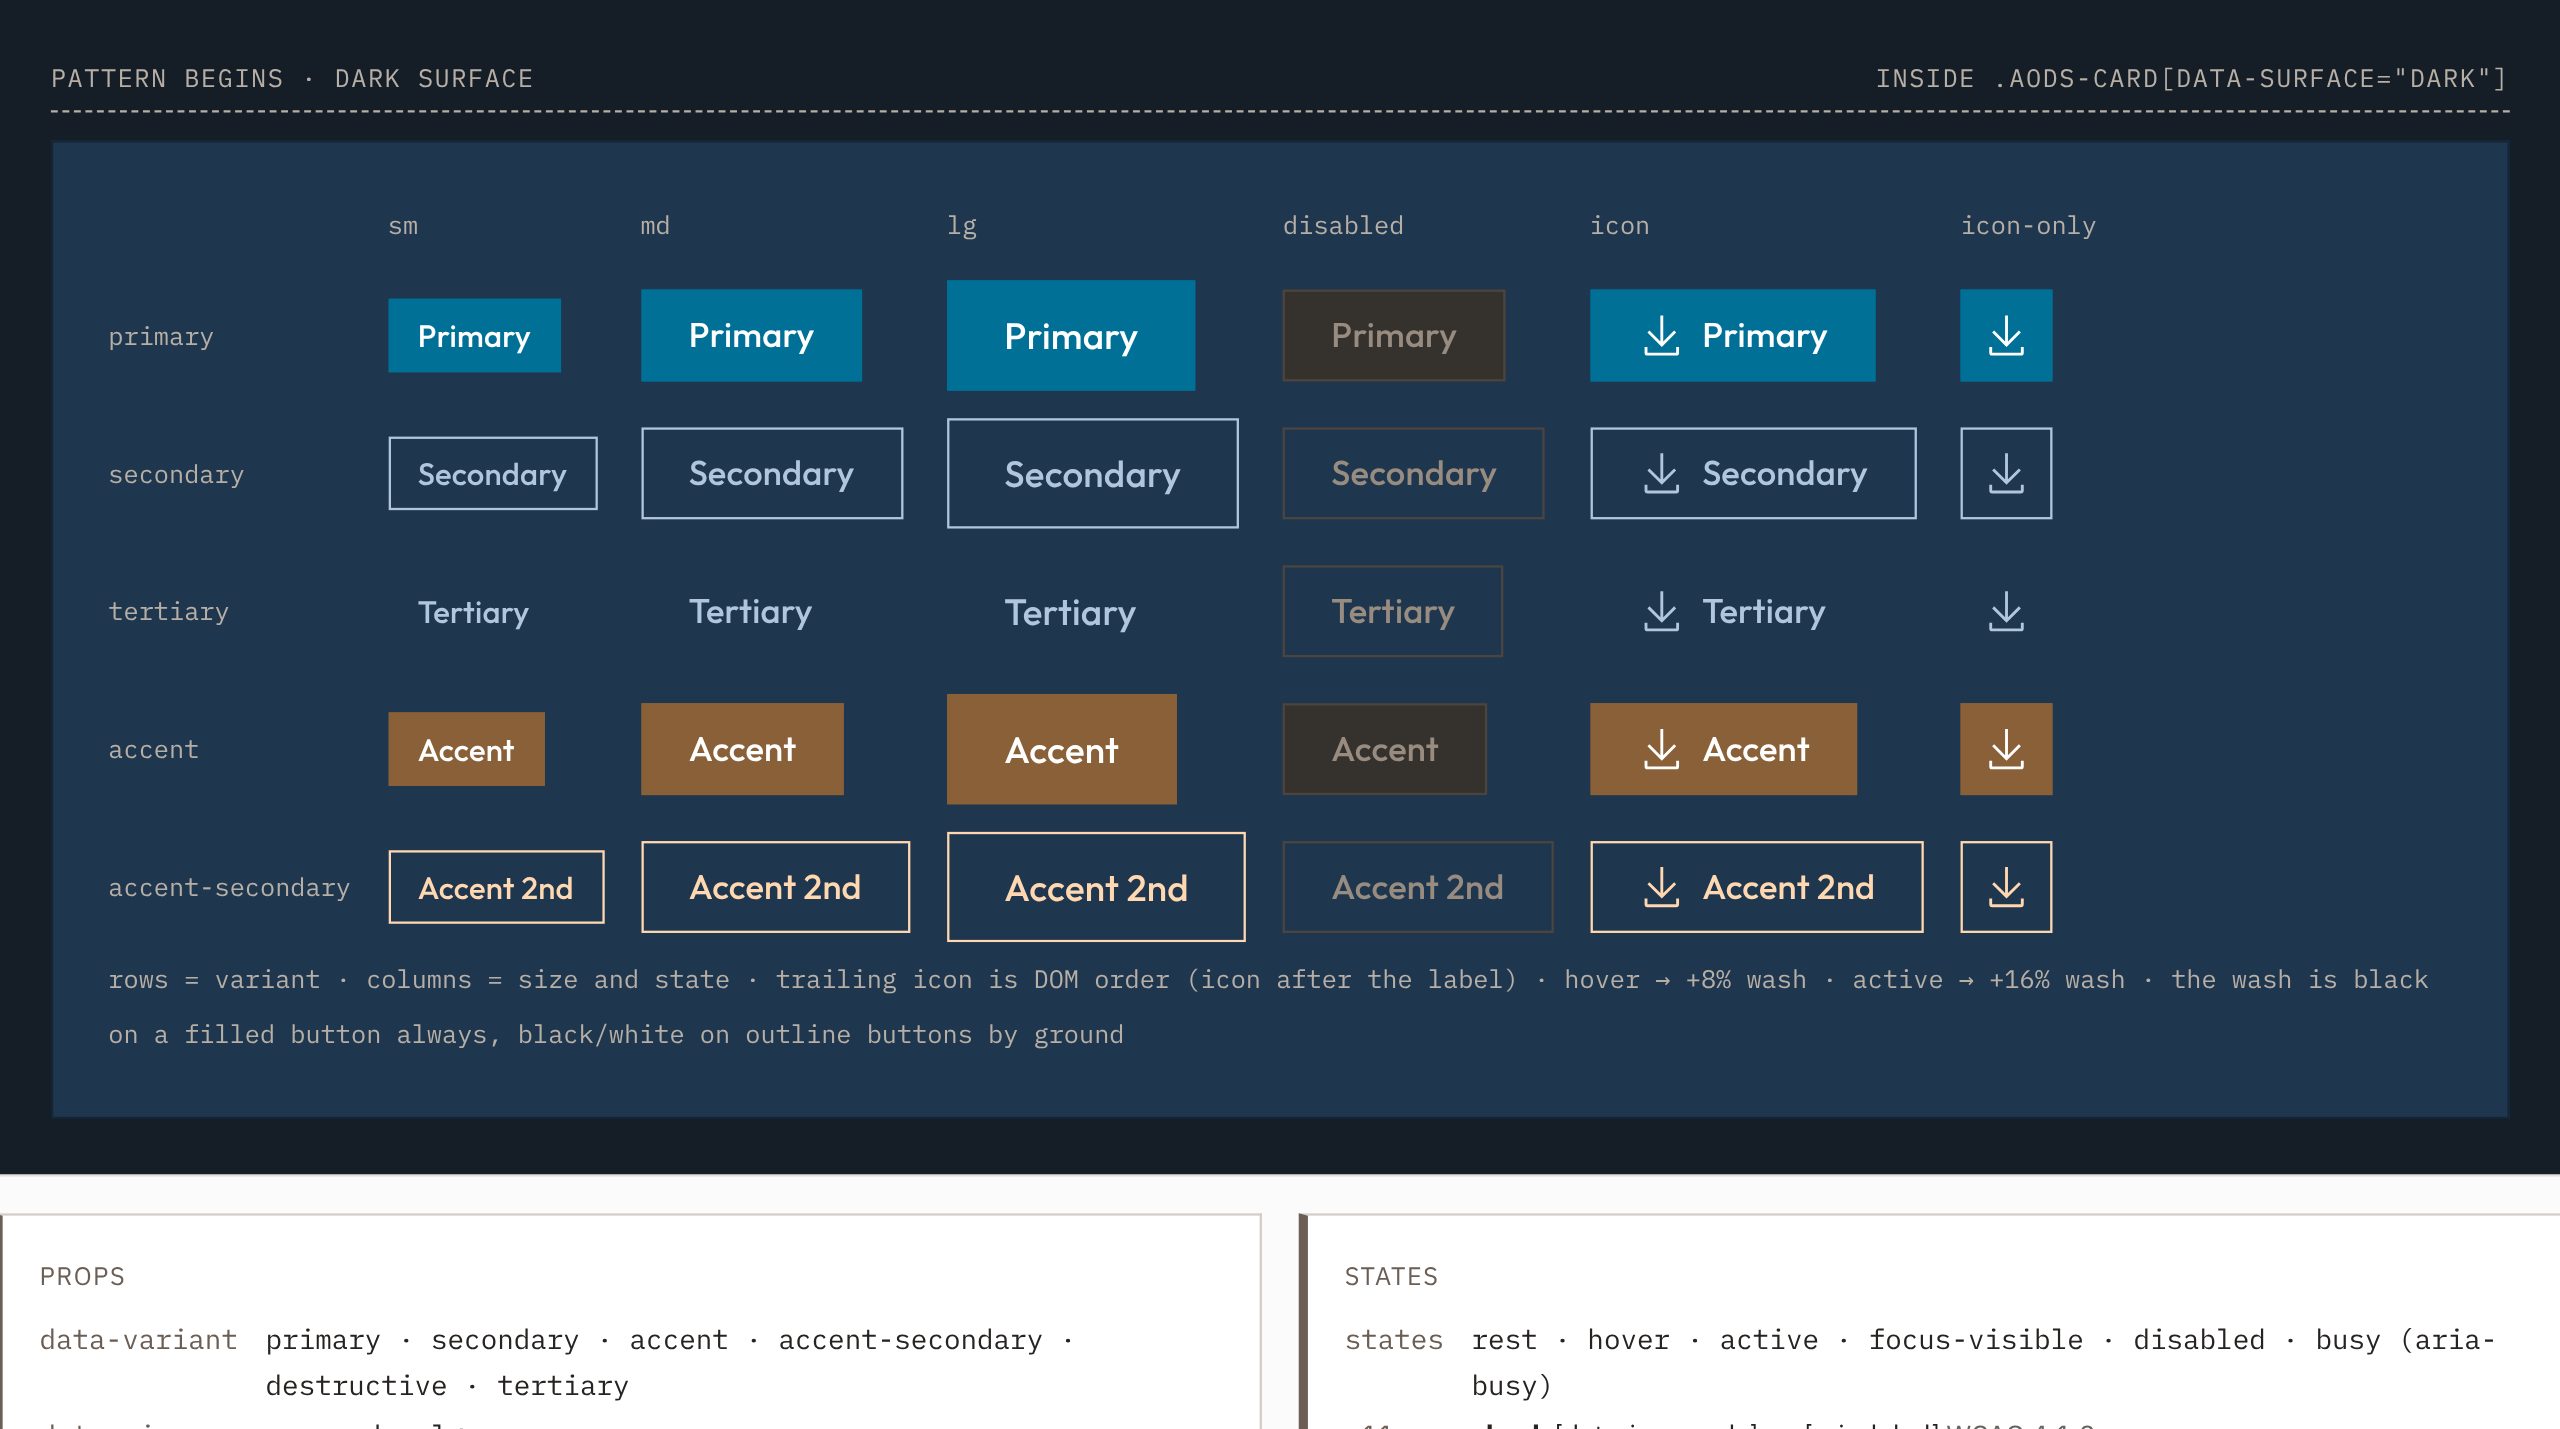 PATTERN BEGINS · DARK SURFACE
INSIDE .AODS-CARD[DATA-SURFACE="DARK"]
sm md lg disabled icon icon-only
primary Primary Primary Primary Primary Primary
secondary Secondary Secondary Secondary Secondary Secondary
tertiary Tertiary Tertiary Tertiary Tertiary Tertiary
accent Accent Accent Accent Accent Accent
accent-secondary Accent 2nd Accent 2nd Accent 2nd Accent 2nd Accent 2nd
rows = variant · columns = size and state · trailing icon is DOM order (icon after the label) · hover → +8% wash · active → +16% wash · the wash is black
on a filled button always, black/white on outline buttons by ground
PROPS
data-variant primary · secondary · accent · accent-secondary ·
destructive · tertiary
STATES
states rest · hover · active · focus-visible · disabled · busy (aria-
busy)